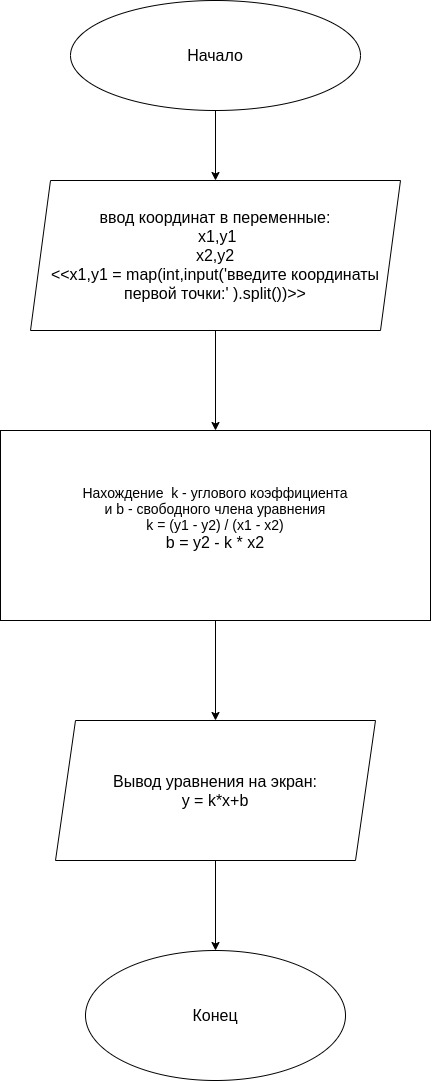 Начало
ввод координат в переменные:
x1,y1
x2,y2
<<x1,y1 = map(int,input('введите координаты
первой точки:' ).split())>>
Нахождение  k - углового коэффициента
и b - свободного члена уравнения
k = (y1 - y2) / (x1 - x2)
b = y2 - k * x2
Вывод уравнения на экран:
y = k*x+b
Конец